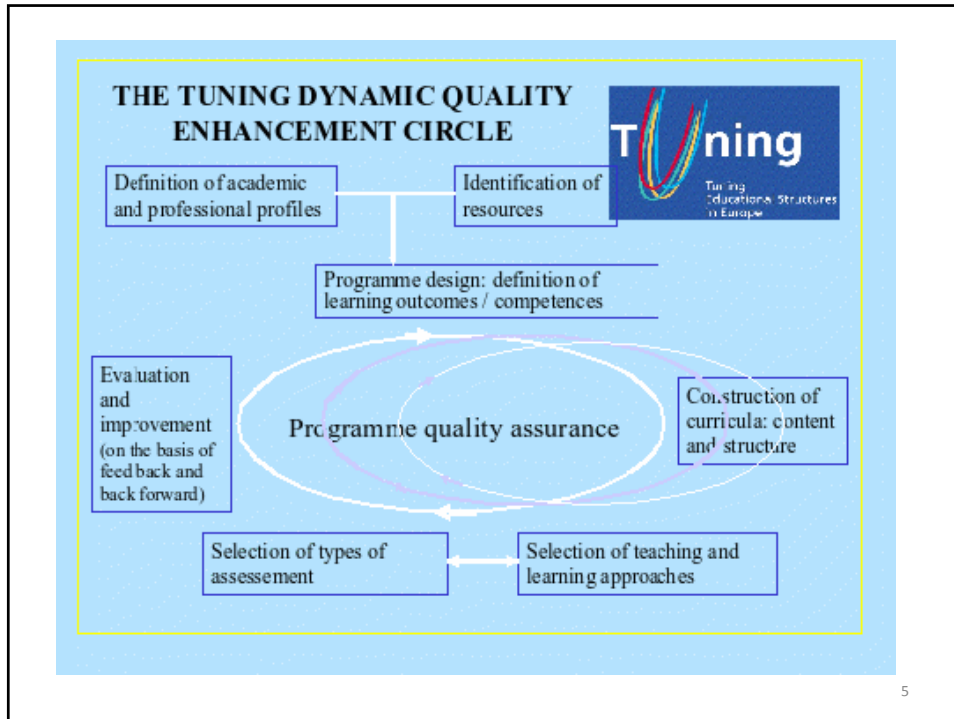 THE TUNING DYNAMIC QUALITY
ENHANCEMENT CIRCLE
Tuning
Tuning
Educational Structures
in Europe
Definition of academic
and professional profiles
Identification of
resources
Programme design: definition of
learning outcomes / competences
Evaluation
and
improvement
(on the basis of
feed back and
back forward)
Programme quality assurance
Construction of
curricula: content
and structure
Selection of types of
assessement
Selection of teaching and
learning approaches
5